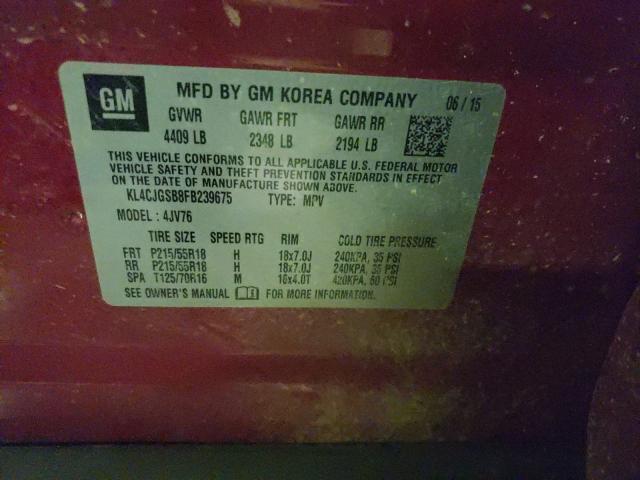 GM
MFD BY GM KOREA COMPANY 06/15
GVWR GAWR FRT GAWR RR
4409 LB 2348 LB 2194 LB
THIS VEHICLE CONFORMS TO ALL APPLICABLE U.S. FEDERAL MOTOR
VEHICLE SAFETY AND THEFT PREVENTION STANDARDS IN EFFECT
ON THE DATE OF MANUFACTURE SHOWN ABOVE.
KL4CJGSB8FB239675 TYPE: MPV
MODEL: 4JV76
TIRE SIZE SPEED RTG RIM COLD TIRE PRESSURE
FRT P215/55R18 H 18x7.0J 240KPA, 35 PSI
RR P215/55R18 H 18x7.0J 240KPA, 35 PSI
SPA T125/70R16 M 16x4.0T 420KPA, 60 PSI
SEE OWNER'S MANUAL FOR MORE INFORMATION.